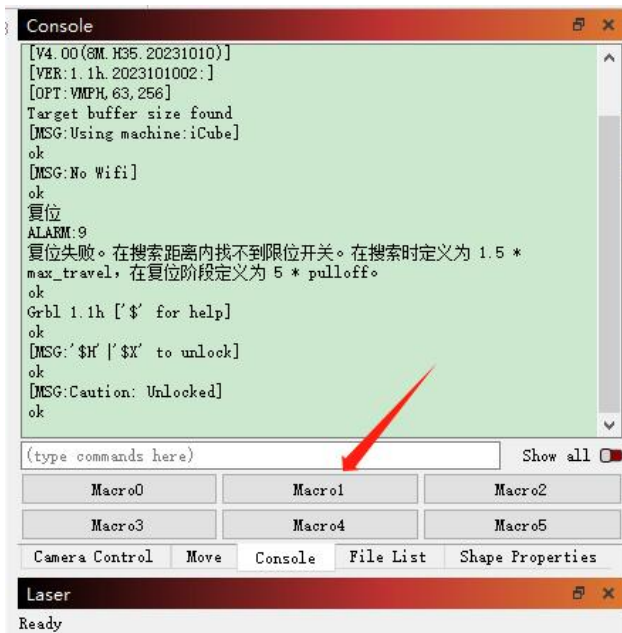 Console
[V4.00(8M.H35.20231010)]
[VER:1.1h.2023101002:]
[OPT:VMPH,63,256]
Target buffer size found
[MSG:Using machine:iCube]
ok
[MSG:No Wifi]
ok
复位
ALARM:9
复位失败。在搜索距离内找不到限位开关。在搜索时定义为 1.5 *
max_travel，在复位阶段定义为 5 * pulloff。
ok
Grbl 1.1h ['$' for help]
ok
[MSG:'$H'|'$X' to unlock]
ok
[MSG:Caution: Unlocked]
ok
(type commands here) Show all
Macro0 Macro1 Macro2
Macro3 Macro4 Macro5
Camera Control Move Console File List Shape Properties
Laser
Ready